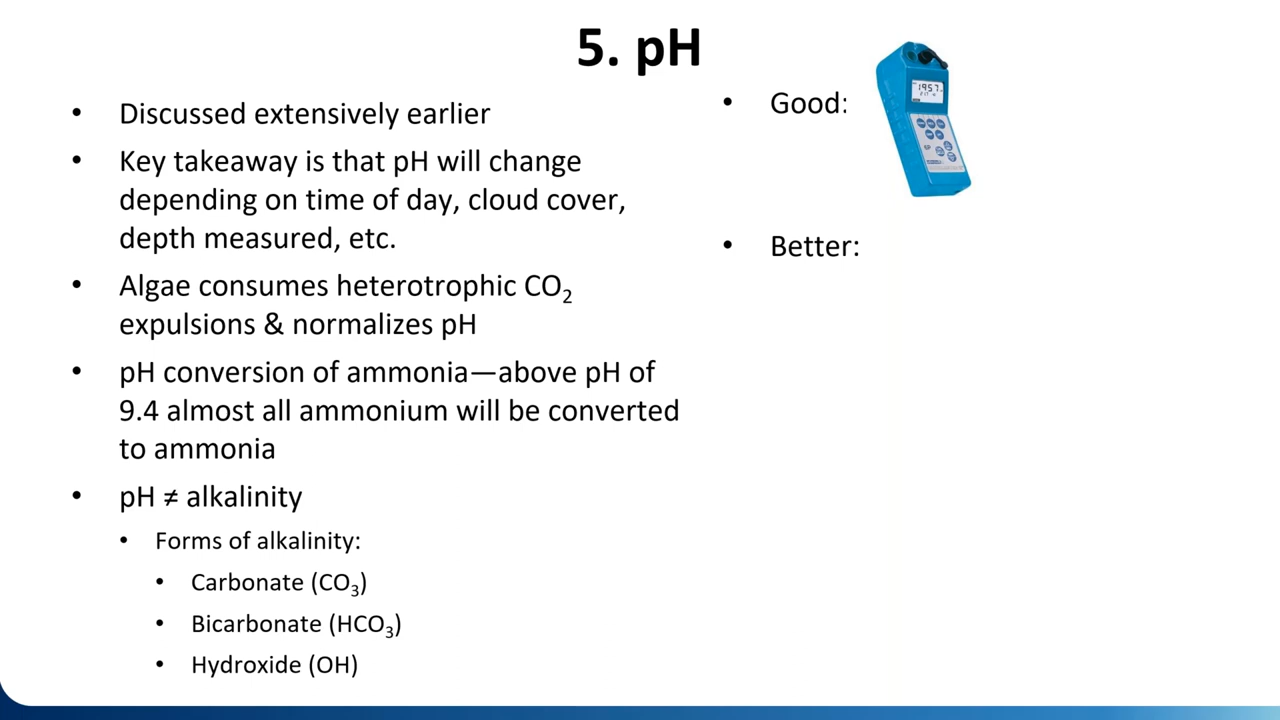 5. pH
• Discussed extensively earlier
• Key takeaway is that pH will change
depending on time of day, cloud cover,
depth measured, etc.
• Algae consumes heterotrophic CO₂
expulsions & normalizes pH
• pH conversion of ammonia—above pH of
9.4 almost all ammonium will be converted
to ammonia
• pH ≠ alkalinity
• Forms of alkalinity:
• Carbonate (CO₃)
• Bicarbonate (HCO₃)
• Hydroxide (OH)
• Good:
1957
• Better: